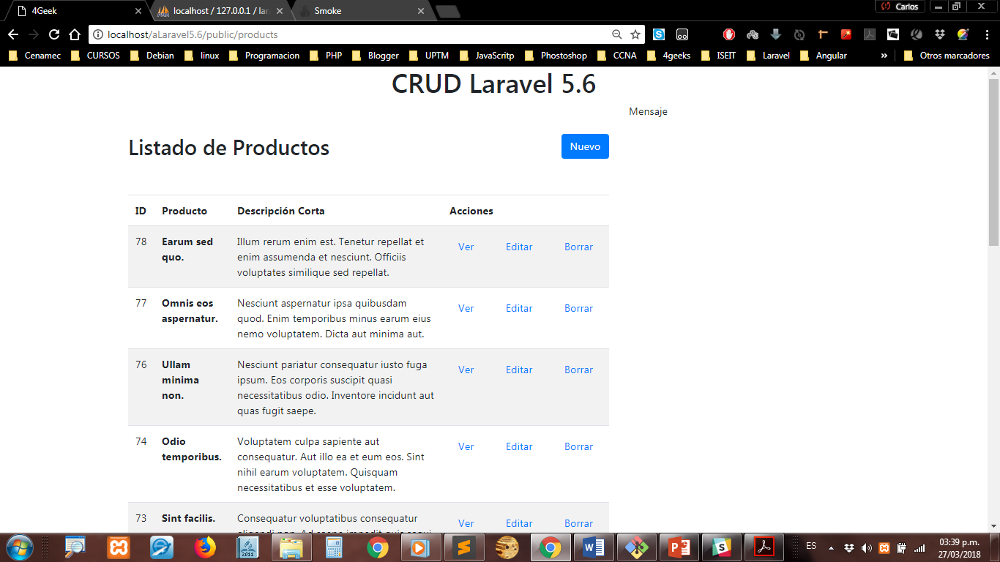 4Geek
localhost / 127.0.0.1 / lar
Smoke
Carlos
localhost/aLaravel5.6/public/products
Cenamec CURSOS Debian linux Programacion PHP Blogger UPTM JavaScritp Phostoshop CCNA 4geeks ISEIT Laravel Angular » Otros marcadores
CRUD Laravel 5.6
Mensaje
Listado de Productos
Nuevo
ID Producto Descripción Corta Acciones
78 Earum sed Illum rerum enim est. Tenetur repellat et Ver Editar Borrar
quo. enim assumenda et nesciunt. Officiis
voluptates similique sed repellat.
77 Omnis eos Nesciunt aspernatur ipsa quibusdam Ver Editar Borrar
aspernatur. quod. Enim temporibus minus earum eius
nemo voluptatem. Dicta aut minima aut.
76 Ullam Nesciunt pariatur consequatur iusto fuga Ver Editar Borrar
minima ipsum. Eos corporis suscipit quasi
non. necessitatibus odio. Inventore incidunt aut
quas fugit saepe.
74 Odio Voluptatem culpa sapiente aut Ver Editar Borrar
temporibus. consequatur. Aut illo ea et eum eos. Sint
nihil earum voluptatem. Quisquam
necessitatibus et esse voluptatem.
73 Sint facilis. Consequatur voluptatibus consequatur Ver Editar Borrar
2011
ES
03:39 p.m.
27/03/2018